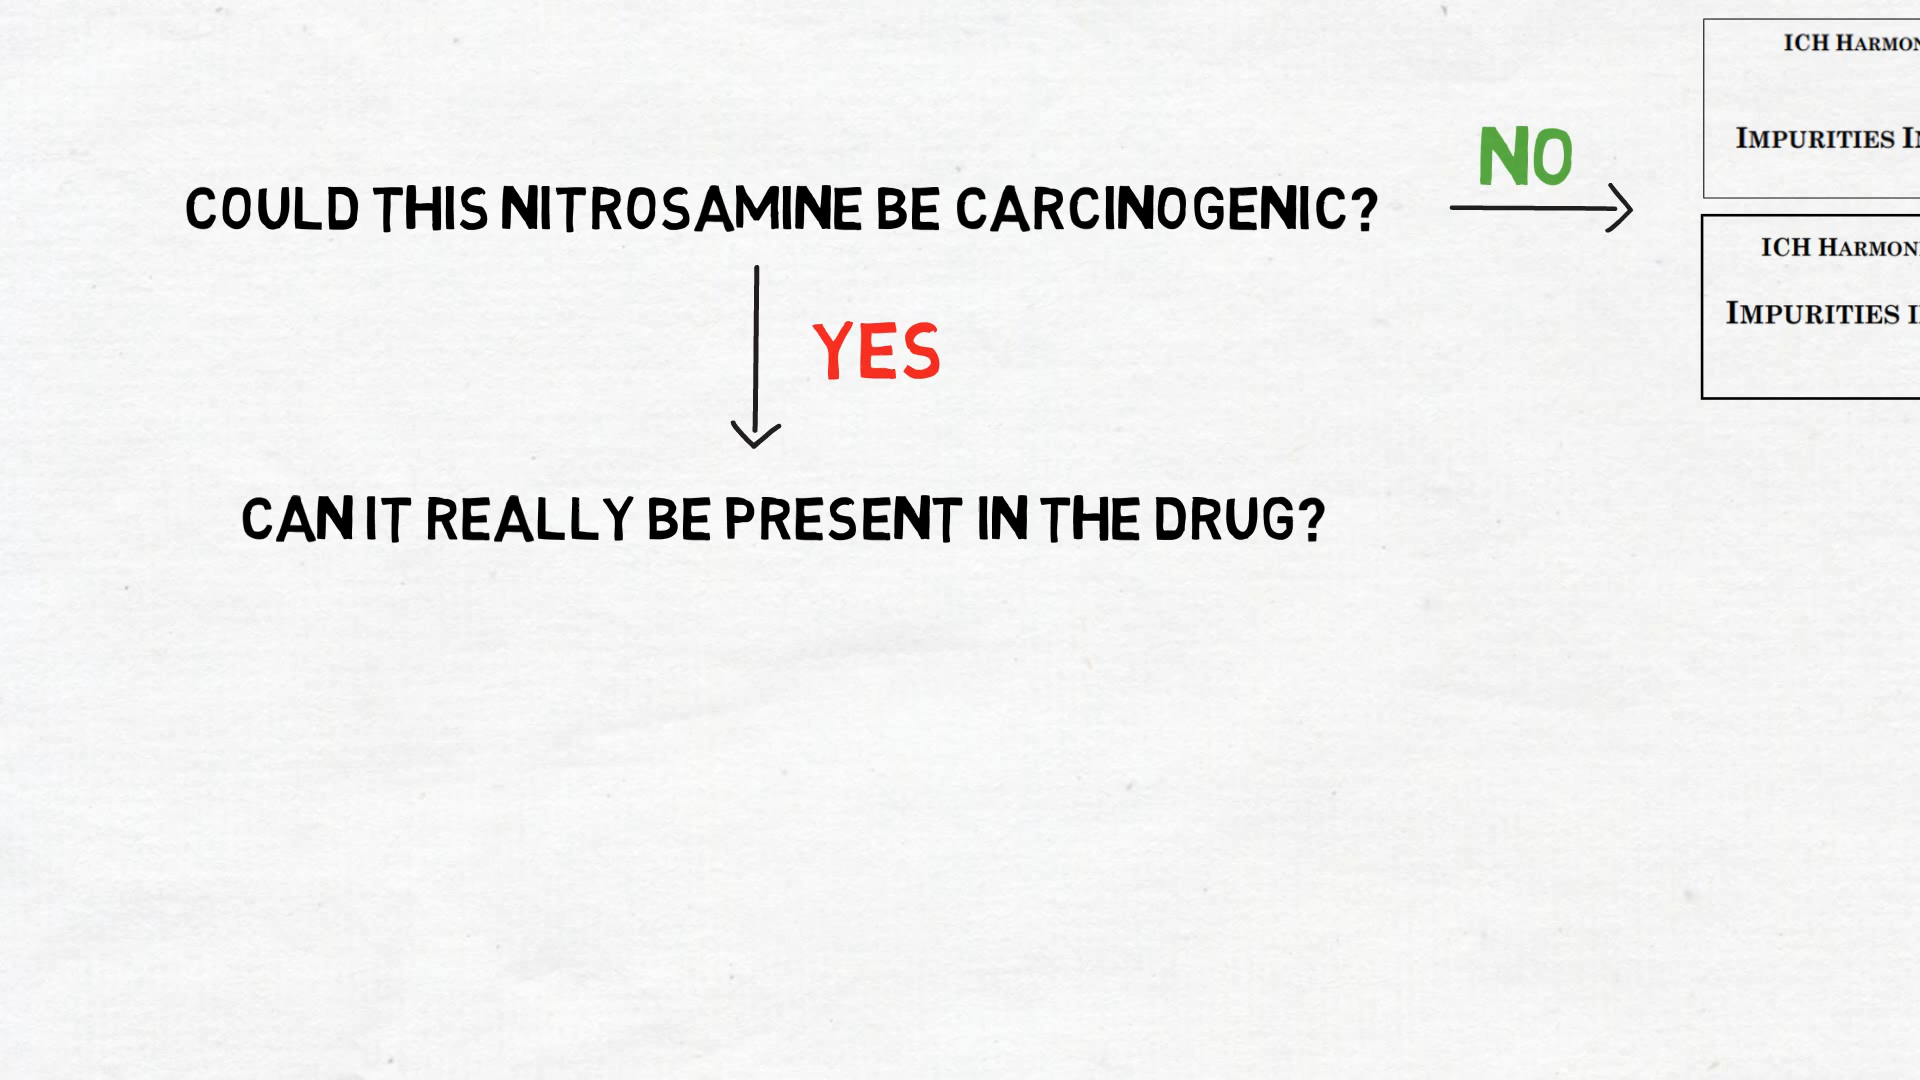 ICH HARMON
IMPURITIES
NO
COULD THIS NITROSAMINE BE CARCINOGENIC?
ICH HARMON
IMPURITIES
YES
CAN IT REALLY BE PRESENT IN THE DRUG?